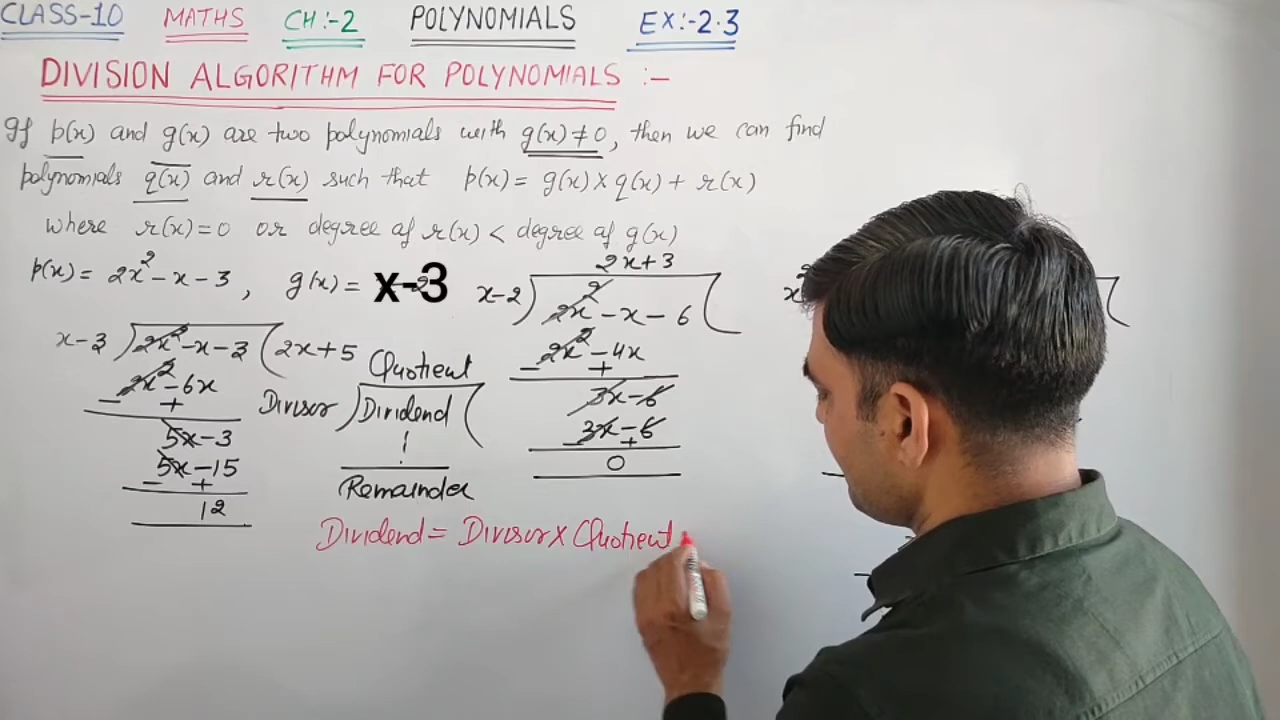 CLASS-10 MATHS CH:-2 POLYNOMIALS EX:-2.3
DIVISION ALGORITHM FOR POLYNOMIALS :-
If p(x) and g(x) are two polynomials with g(x) ≠ 0, then we can find
polynomials q(x) and r(x) such that p(x) = g(x) × q(x) + r(x)
where r(x) = 0 or degree of r(x) < degree of g(x)
p(x) = 2x² - x - 3 , g(x) = x-3
x-3 ) 2x² - x - 3 ( 2x + 5
2x² - 6x
- +
5x - 3
5x - 15
- +
12
Quotient
Divisor ) Dividend (
Remainder
2x + 3
x-2 ) 2x² - x - 6 (
2x² - 4x
- +
3x - 6
3x - 6
- +
0
x²
Dividend = Divisor × Quotient